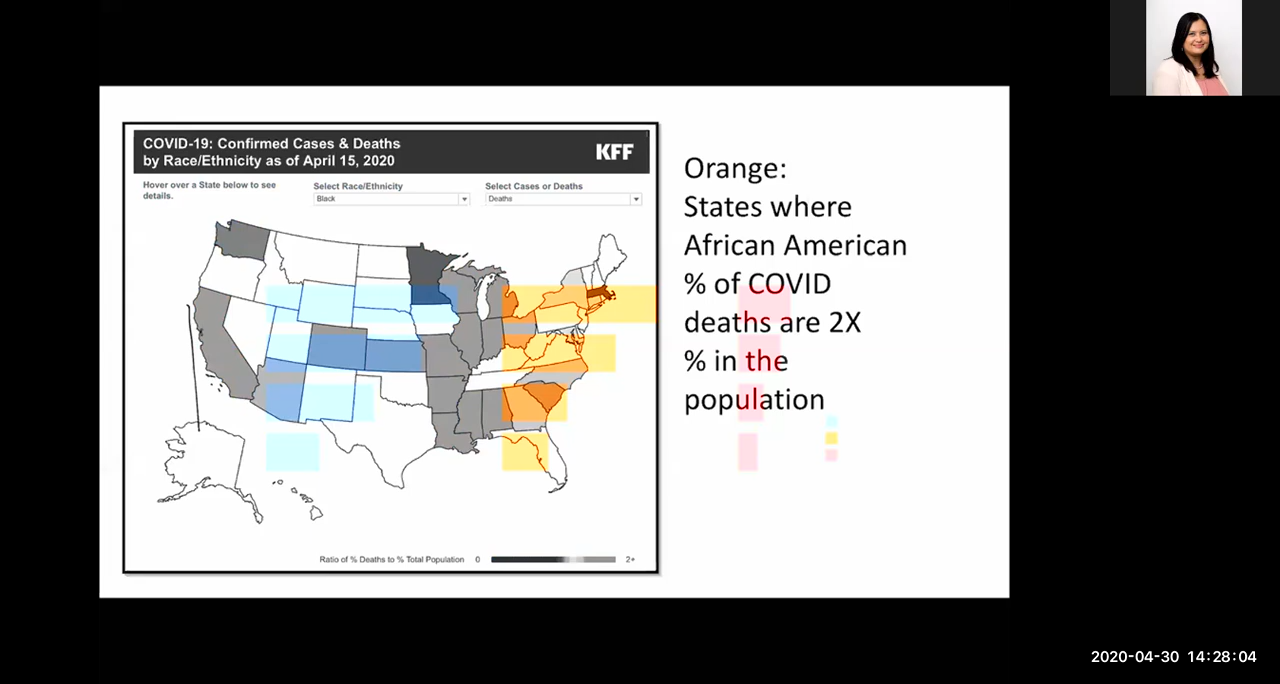 COVID-19: Confirmed Cases & Deaths
by Race/Ethnicity as of April 15, 2020
KFF
Hover over a State below to see
details.
Select Race/Ethnicity
Black
Select Cases or Deaths
Deaths
Ratio of % Deaths to % Total Population 0 2+
Orange:
States where
African American
% of COVID
deaths are 2X
% in the
population
2020-04-30 14:28:04